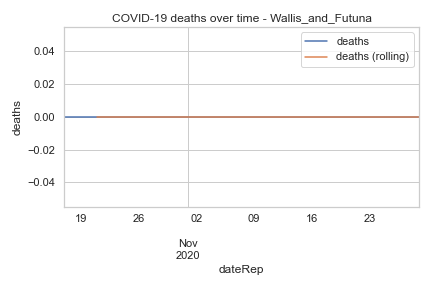 COVID-19 deaths over time - Wallis_and_Futuna
deaths
deaths (rolling)
0.04
0.02
0.00
−0.02
−0.04
deaths
19 26 02 09 16 23
Nov
2020
dateRep